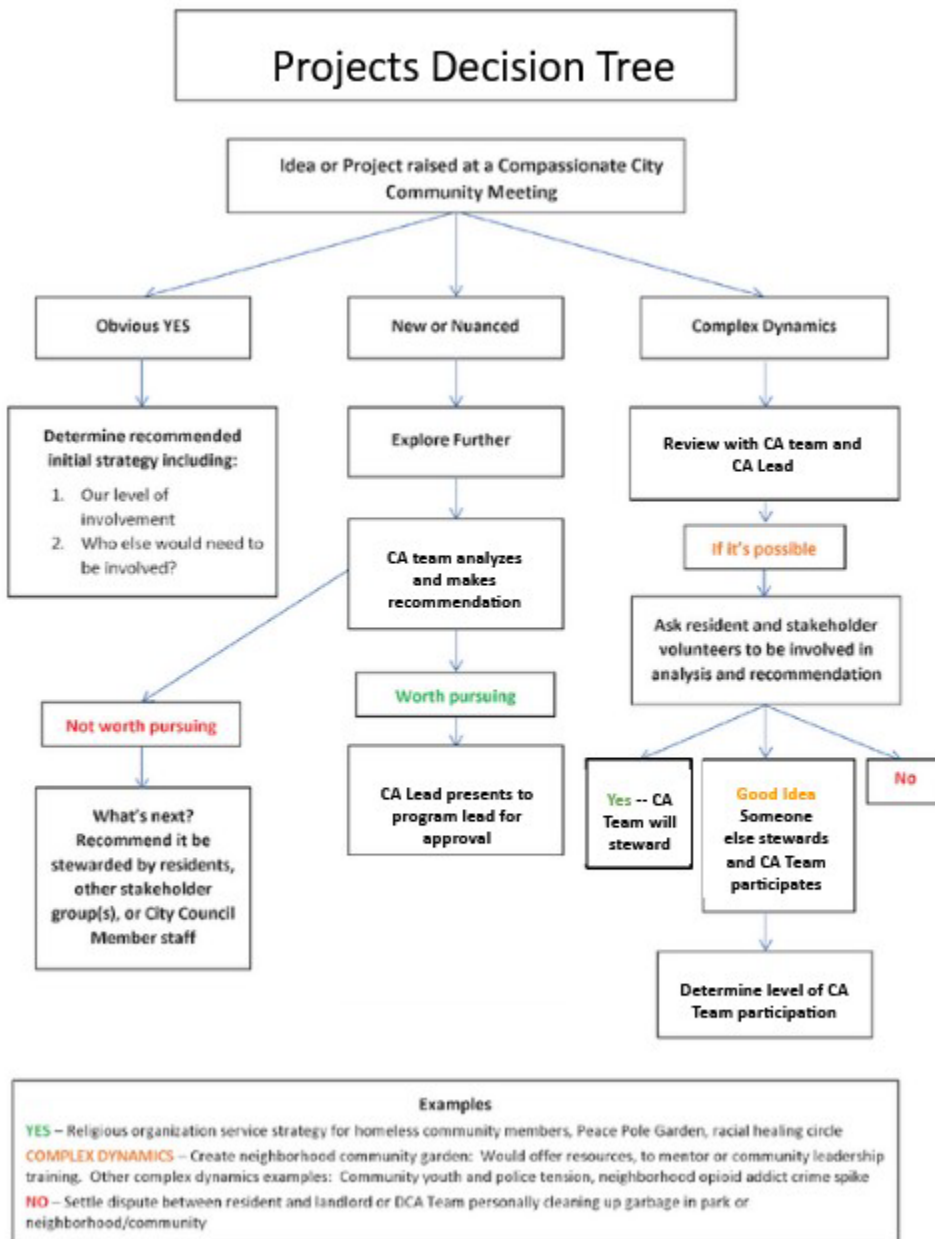 Projects Decision Tree
Idea or Project raised at a Compassionate City
Community Meeting
Obvious YES
New or Nuanced
Complex Dynamics
Determine recommended
initial strategy including:
1. Our level of
involvement
2. Who else would need to
be involved?
Explore Further
Review with CA team and
CA Lead
If it's possible
CA team analyzes
and makes
recommendation
Ask resident and stakeholder
volunteers to be involved in
analysis and recommendation
Not worth pursuing
Worth pursuing
What's next?
Recommend it be
stewarded by residents,
other stakeholder
group(s), or City Council
Member staff
CA Lead presents to
program lead for
approval
Yes -- CA
Team will
steward
Good Idea
Someone
else stewards
and CA Team
participates
No
Determine level of CA
Team participation
Examples
YES – Religious organization service strategy for homeless community members, Peace Pole Garden, racial healing circle
COMPLEX DYNAMICS – Create neighborhood community garden: Would offer resources, to mentor or community leadership
training. Other complex dynamics examples: Community youth and police tension, neighborhood opioid addict crime spike
NO – Settle dispute between resident and landlord or DCA Team personally cleaning up garbage in park or
neighborhood/community